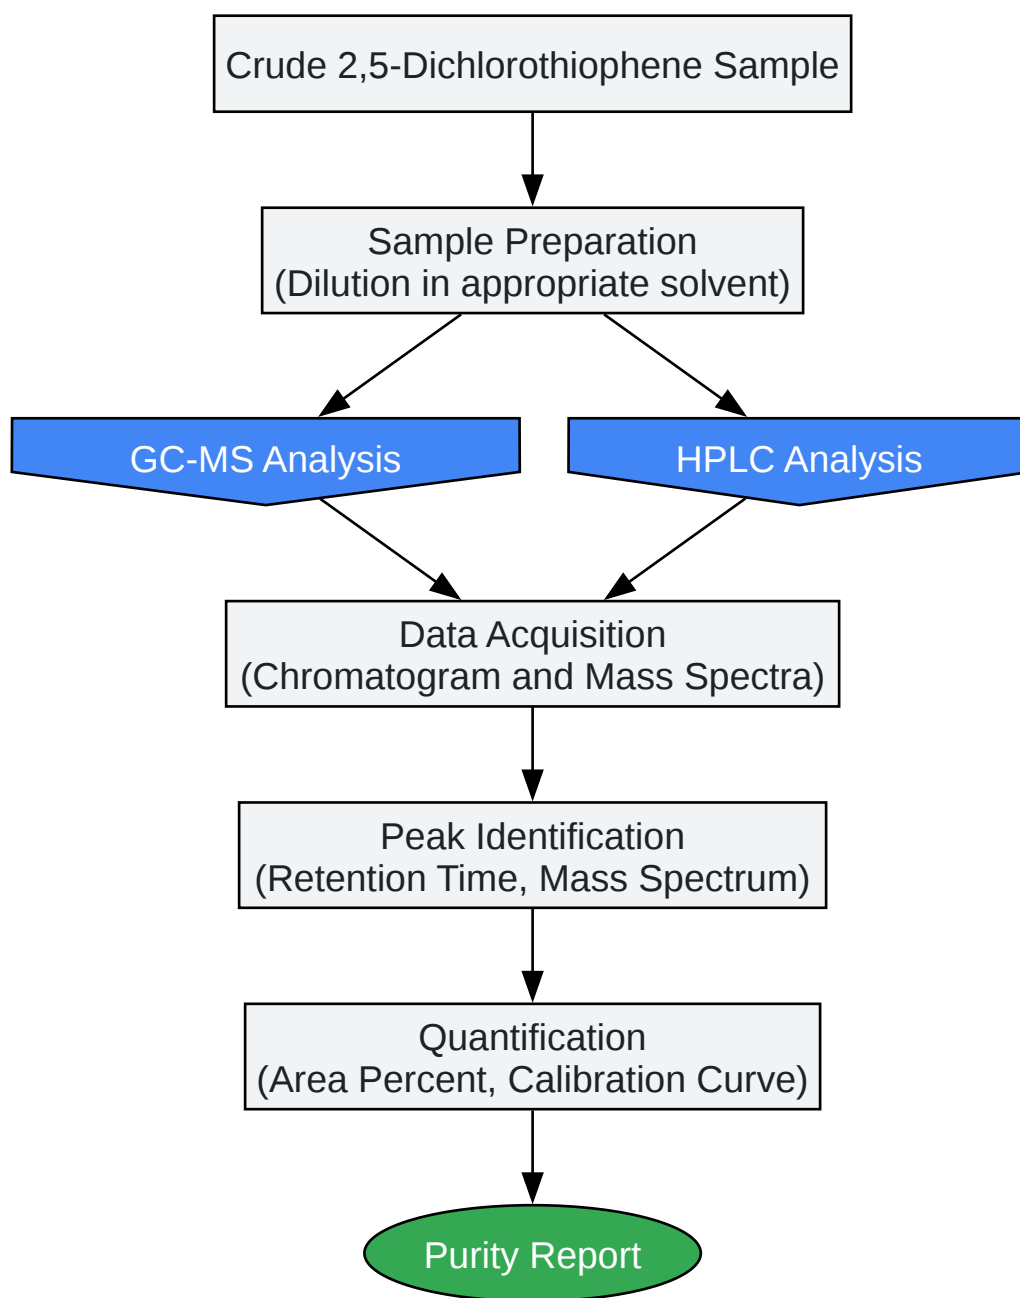 Crude 2,5-Dichlorothiophene Sample
Sample Preparation
(Dilution in appropriate solvent)
GC-MS Analysis
HPLC Analysis
Data Acquisition
(Chromatogram and Mass Spectra)
Peak Identification
(Retention Time, Mass Spectrum)
Quantification
(Area Percent, Calibration Curve)
Purity Report